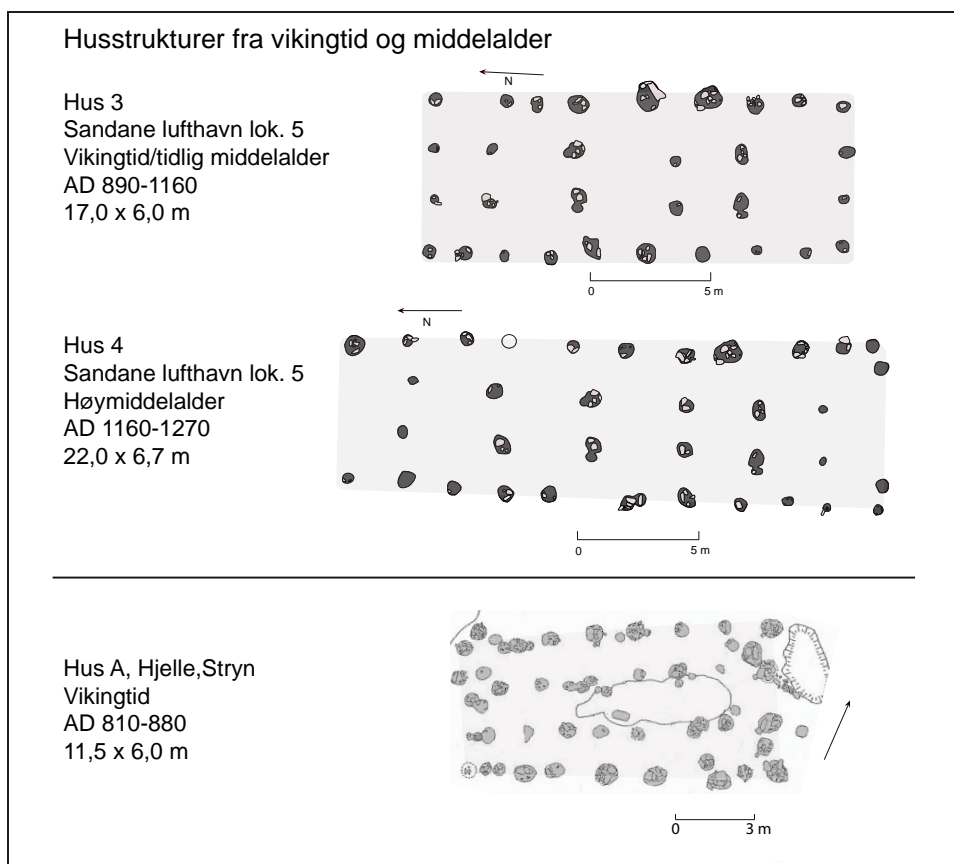 Husstrukturer fra vikingtid og middelalder
Hus 3
Sandane lufthavn lok. 5
Vikingtid/tidlig middelalder
AD 890-1160
17,0 x 6,0 m
N
0 5 m
Hus 4
Sandane lufthavn lok. 5
Høymiddelalder
AD 1160-1270
22,0 x 6,7 m
N
0 5 m
Hus A, Hjelle,Stryn
Vikingtid
AD 810-880
11,5 x 6,0 m
0 3 m